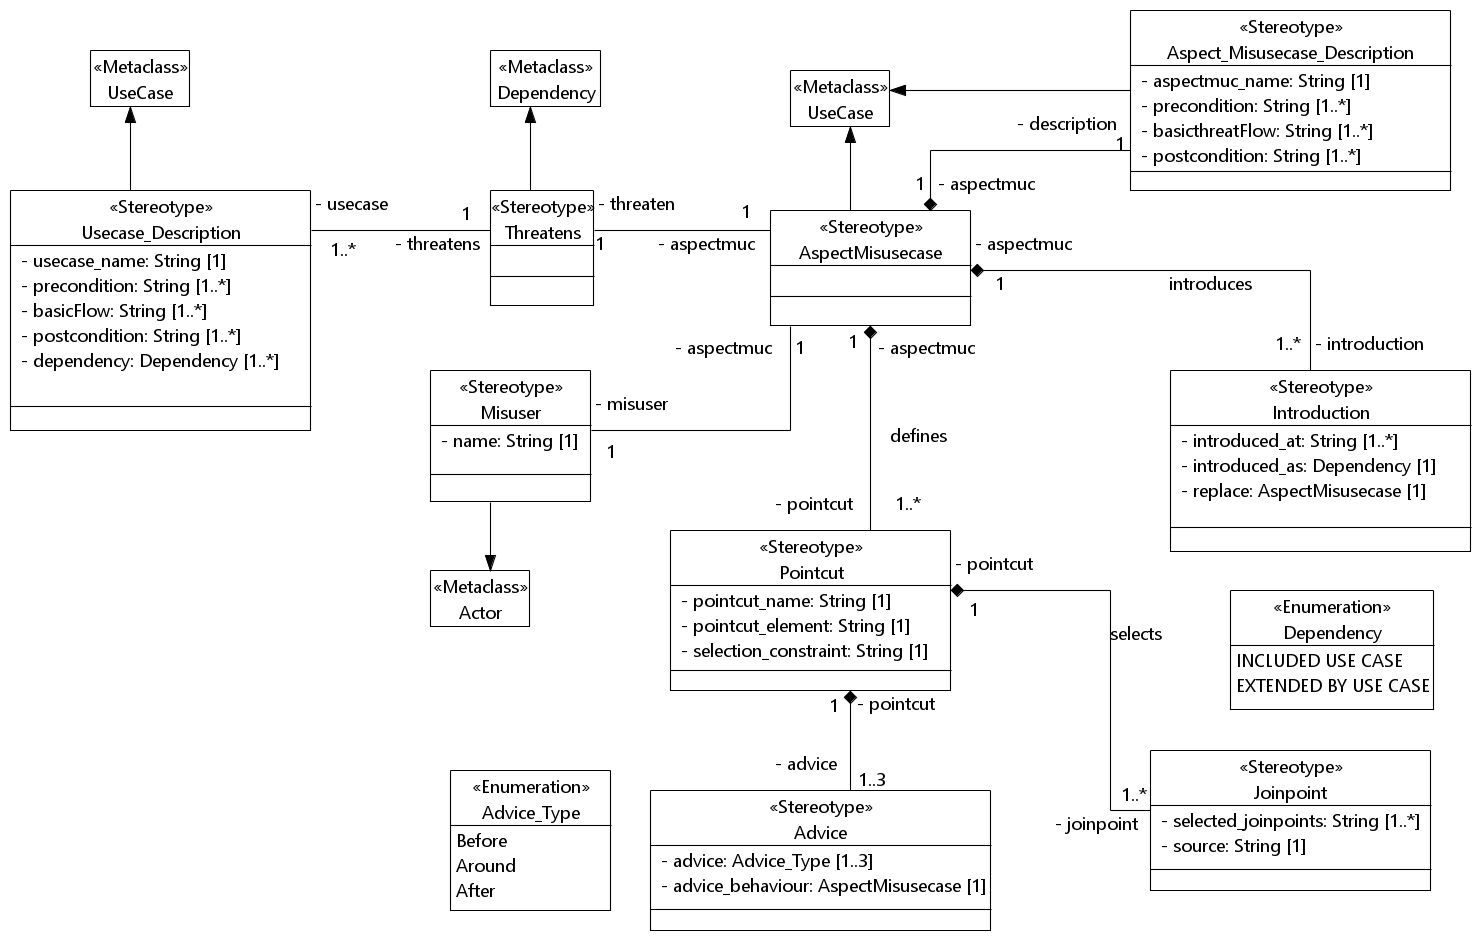 «Metaclass»
UseCase
«Metaclass»
Dependency
«Metaclass»
UseCase
«Stereotype»
Aspect_Misusecase_Description
- aspectmuc_name: String [1]
- precondition: String [1..*]
- basicthreatFlow: String [1..*]
- postcondition: String [1..*]
- description
1
1
- aspectmuc
«Stereotype»
Usecase_Description
- usecase_name: String [1]
- precondition: String [1..*]
- basicFlow: String [1..*]
- postcondition: String [1..*]
- dependency: Dependency [1..*]
- usecase
1
1..*
- threatens
«Stereotype»
Threatens
- threaten
1
1
- aspectmuc
«Stereotype»
AspectMisusecase
- aspectmuc
1
introduces
1..*
- introduction
- aspectmuc
1
1
- aspectmuc
«Stereotype»
Misuser
- name: String [1]
- misuser
1
«Metaclass»
Actor
defines
- pointcut
1..*
«Stereotype»
Introduction
- introduced_at: String [1..*]
- introduced_as: Dependency [1]
- replace: AspectMisusecase [1]
«Stereotype»
Pointcut
- pointcut_name: String [1]
- pointcut_element: String [1]
- selection_constraint: String [1]
- pointcut
1
selects
«Enumeration»
Dependency
INCLUDED USE CASE
EXTENDED BY USE CASE
1
- pointcut
- advice
1..3
1..*
- joinpoint
«Stereotype»
Joinpoint
- selected_joinpoints: String [1..*]
- source: String [1]
«Enumeration»
Advice_Type
Before
Around
After
«Stereotype»
Advice
- advice: Advice_Type [1..3]
- advice_behaviour: AspectMisusecase [1]